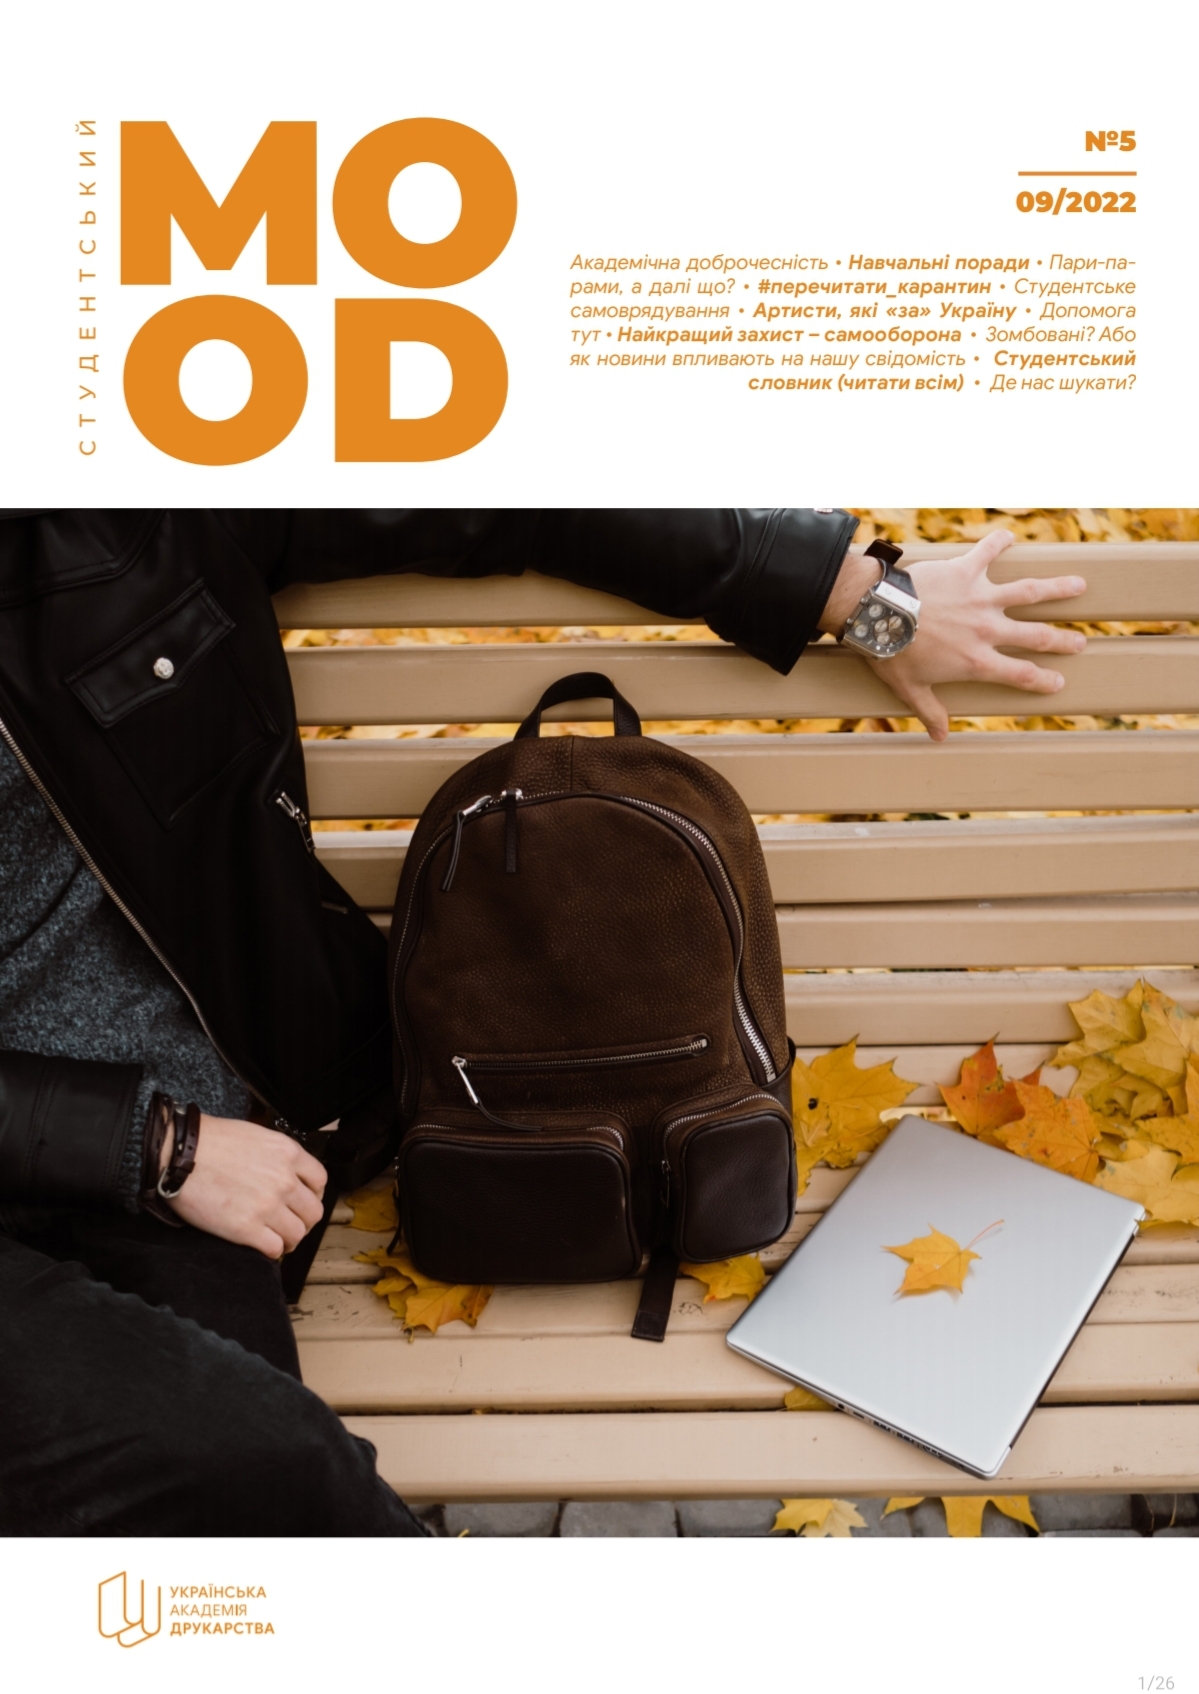 СТУДЕНТСЬКИЙ
MO
OD
№5
09/2022
Академічна доброчесність • Навчальні поради • Пари-па-
рами, а далі що? • #перечитати_карантин • Студентське
самоврядування • Артисти, які «за» Україну • Допомога
тут • Найкращий захист – самооборона • Зомбовані? Або
як новини впливають на нашу свідомість • Студентський
словник (читати всім) • Де нас шукати?
УКРАЇНСЬКА
АКАДЕМІЯ
ДРУКАРСТВА
1/26